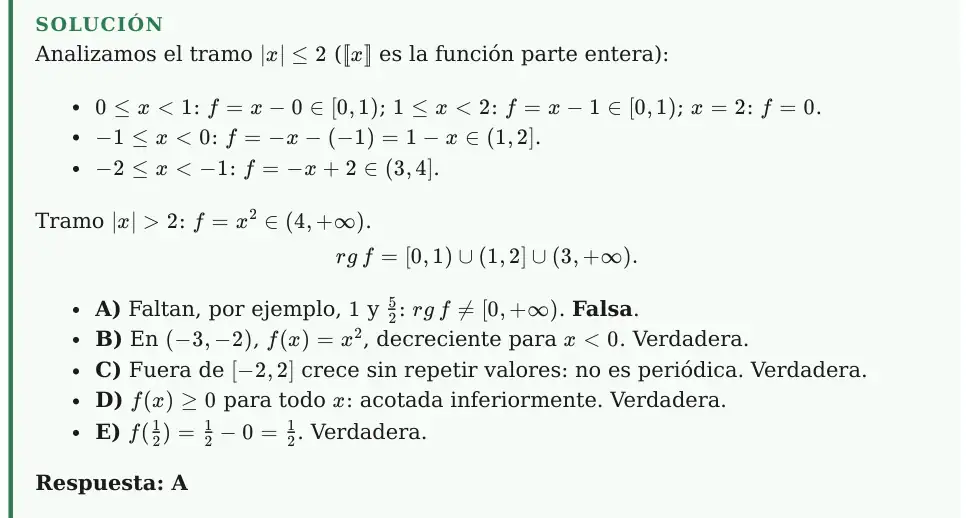 SOLUCIÓN
Analizamos el tramo |x| ≤ 2 (⟦x⟧ es la función parte entera):
• 0 ≤ x < 1: f = x − 0 ∈ [0, 1); 1 ≤ x < 2: f = x − 1 ∈ [0, 1); x = 2: f = 0.
• −1 ≤ x < 0: f = −x − (−1) = 1 − x ∈ (1, 2].
• −2 ≤ x < −1: f = −x + 2 ∈ (3, 4].
Tramo |x| > 2: f = x² ∈ (4, +∞).
rg f = [0, 1) ∪ (1, 2] ∪ (3, +∞).
• A) Faltan, por ejemplo, 1 y 5/2: rg f ≠ [0, +∞). Falsa.
• B) En (−3, −2), f(x) = x², decreciente para x < 0. Verdadera.
• C) Fuera de [−2, 2] crece sin repetir valores: no es periódica. Verdadera.
• D) f(x) ≥ 0 para todo x: acotada inferiormente. Verdadera.
• E) f(1/2) = 1/2 − 0 = 1/2. Verdadera.
Respuesta: A